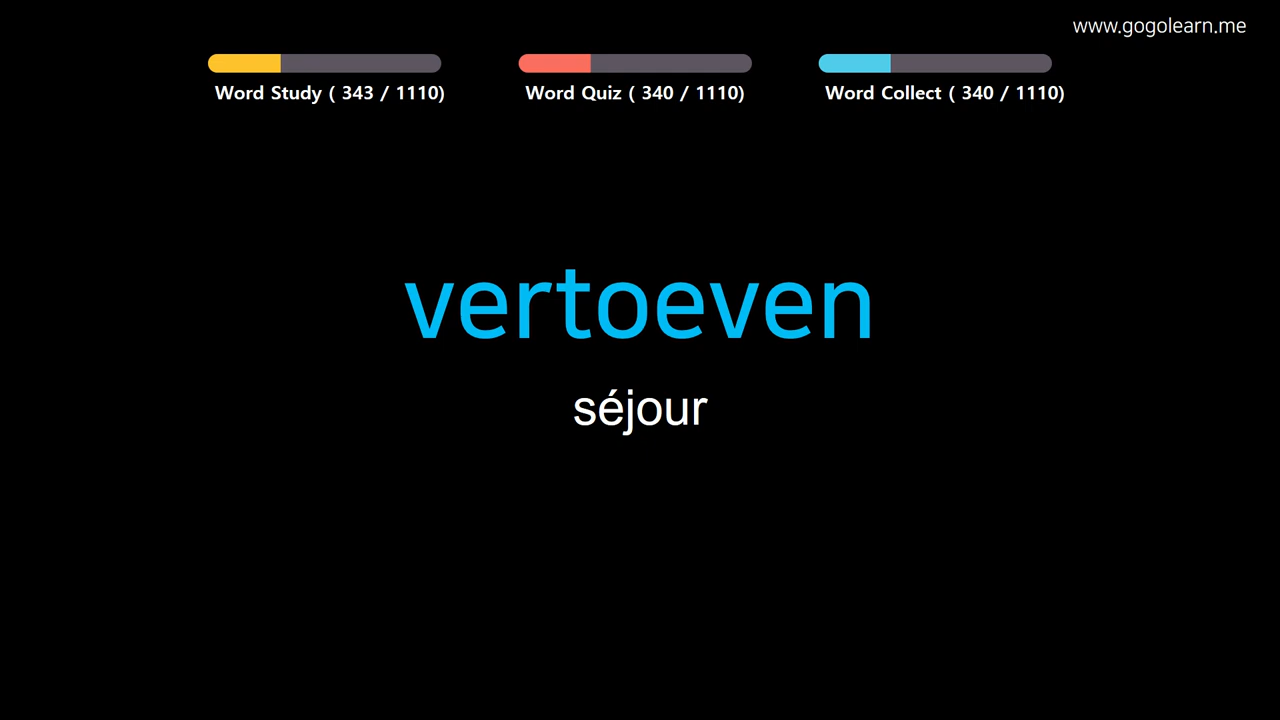 www.gogolearn.me
Word Study ( 343 / 1110)
Word Quiz ( 340 / 1110)
Word Collect ( 340 / 1110)
vertoeven
séjour